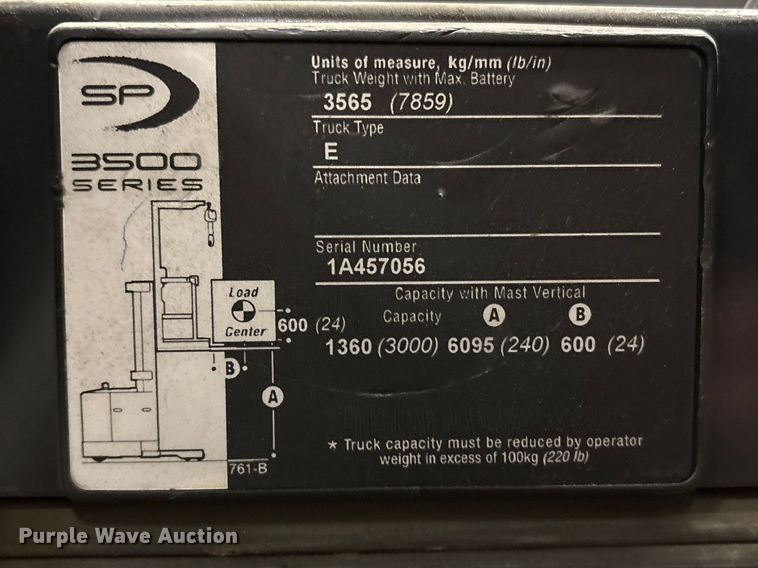 SP
3500
SERIES
Units of measure, kg/mm (lb/in)
Truck Weight with Max. Battery
3565 (7859)
Truck Type
E
Attachment Data
Serial Number
1A457056
Capacity with Mast Vertical
Capacity A B
1360 (3000) 6095 (240) 600 (24)
Load
Center
600 (24)
B
A
761-B
* Truck capacity must be reduced by operator
weight in excess of 100kg (220 lb)
Purple Wave Auction